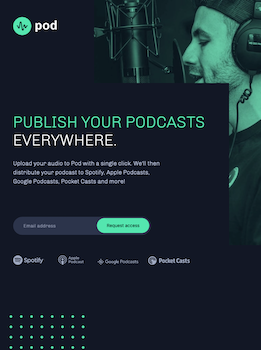 pod
PUBLISH YOUR PODCASTS
EVERYWHERE.
Upload your audio to Pod with a single click. We'll then
distribute your podcast to Spotify, Apple Podcasts,
Google Podcasts, Pocket Casts and more!
Email address
Request access
Spotify
Apple
Podcast
Google Podcasts
Pocket Casts